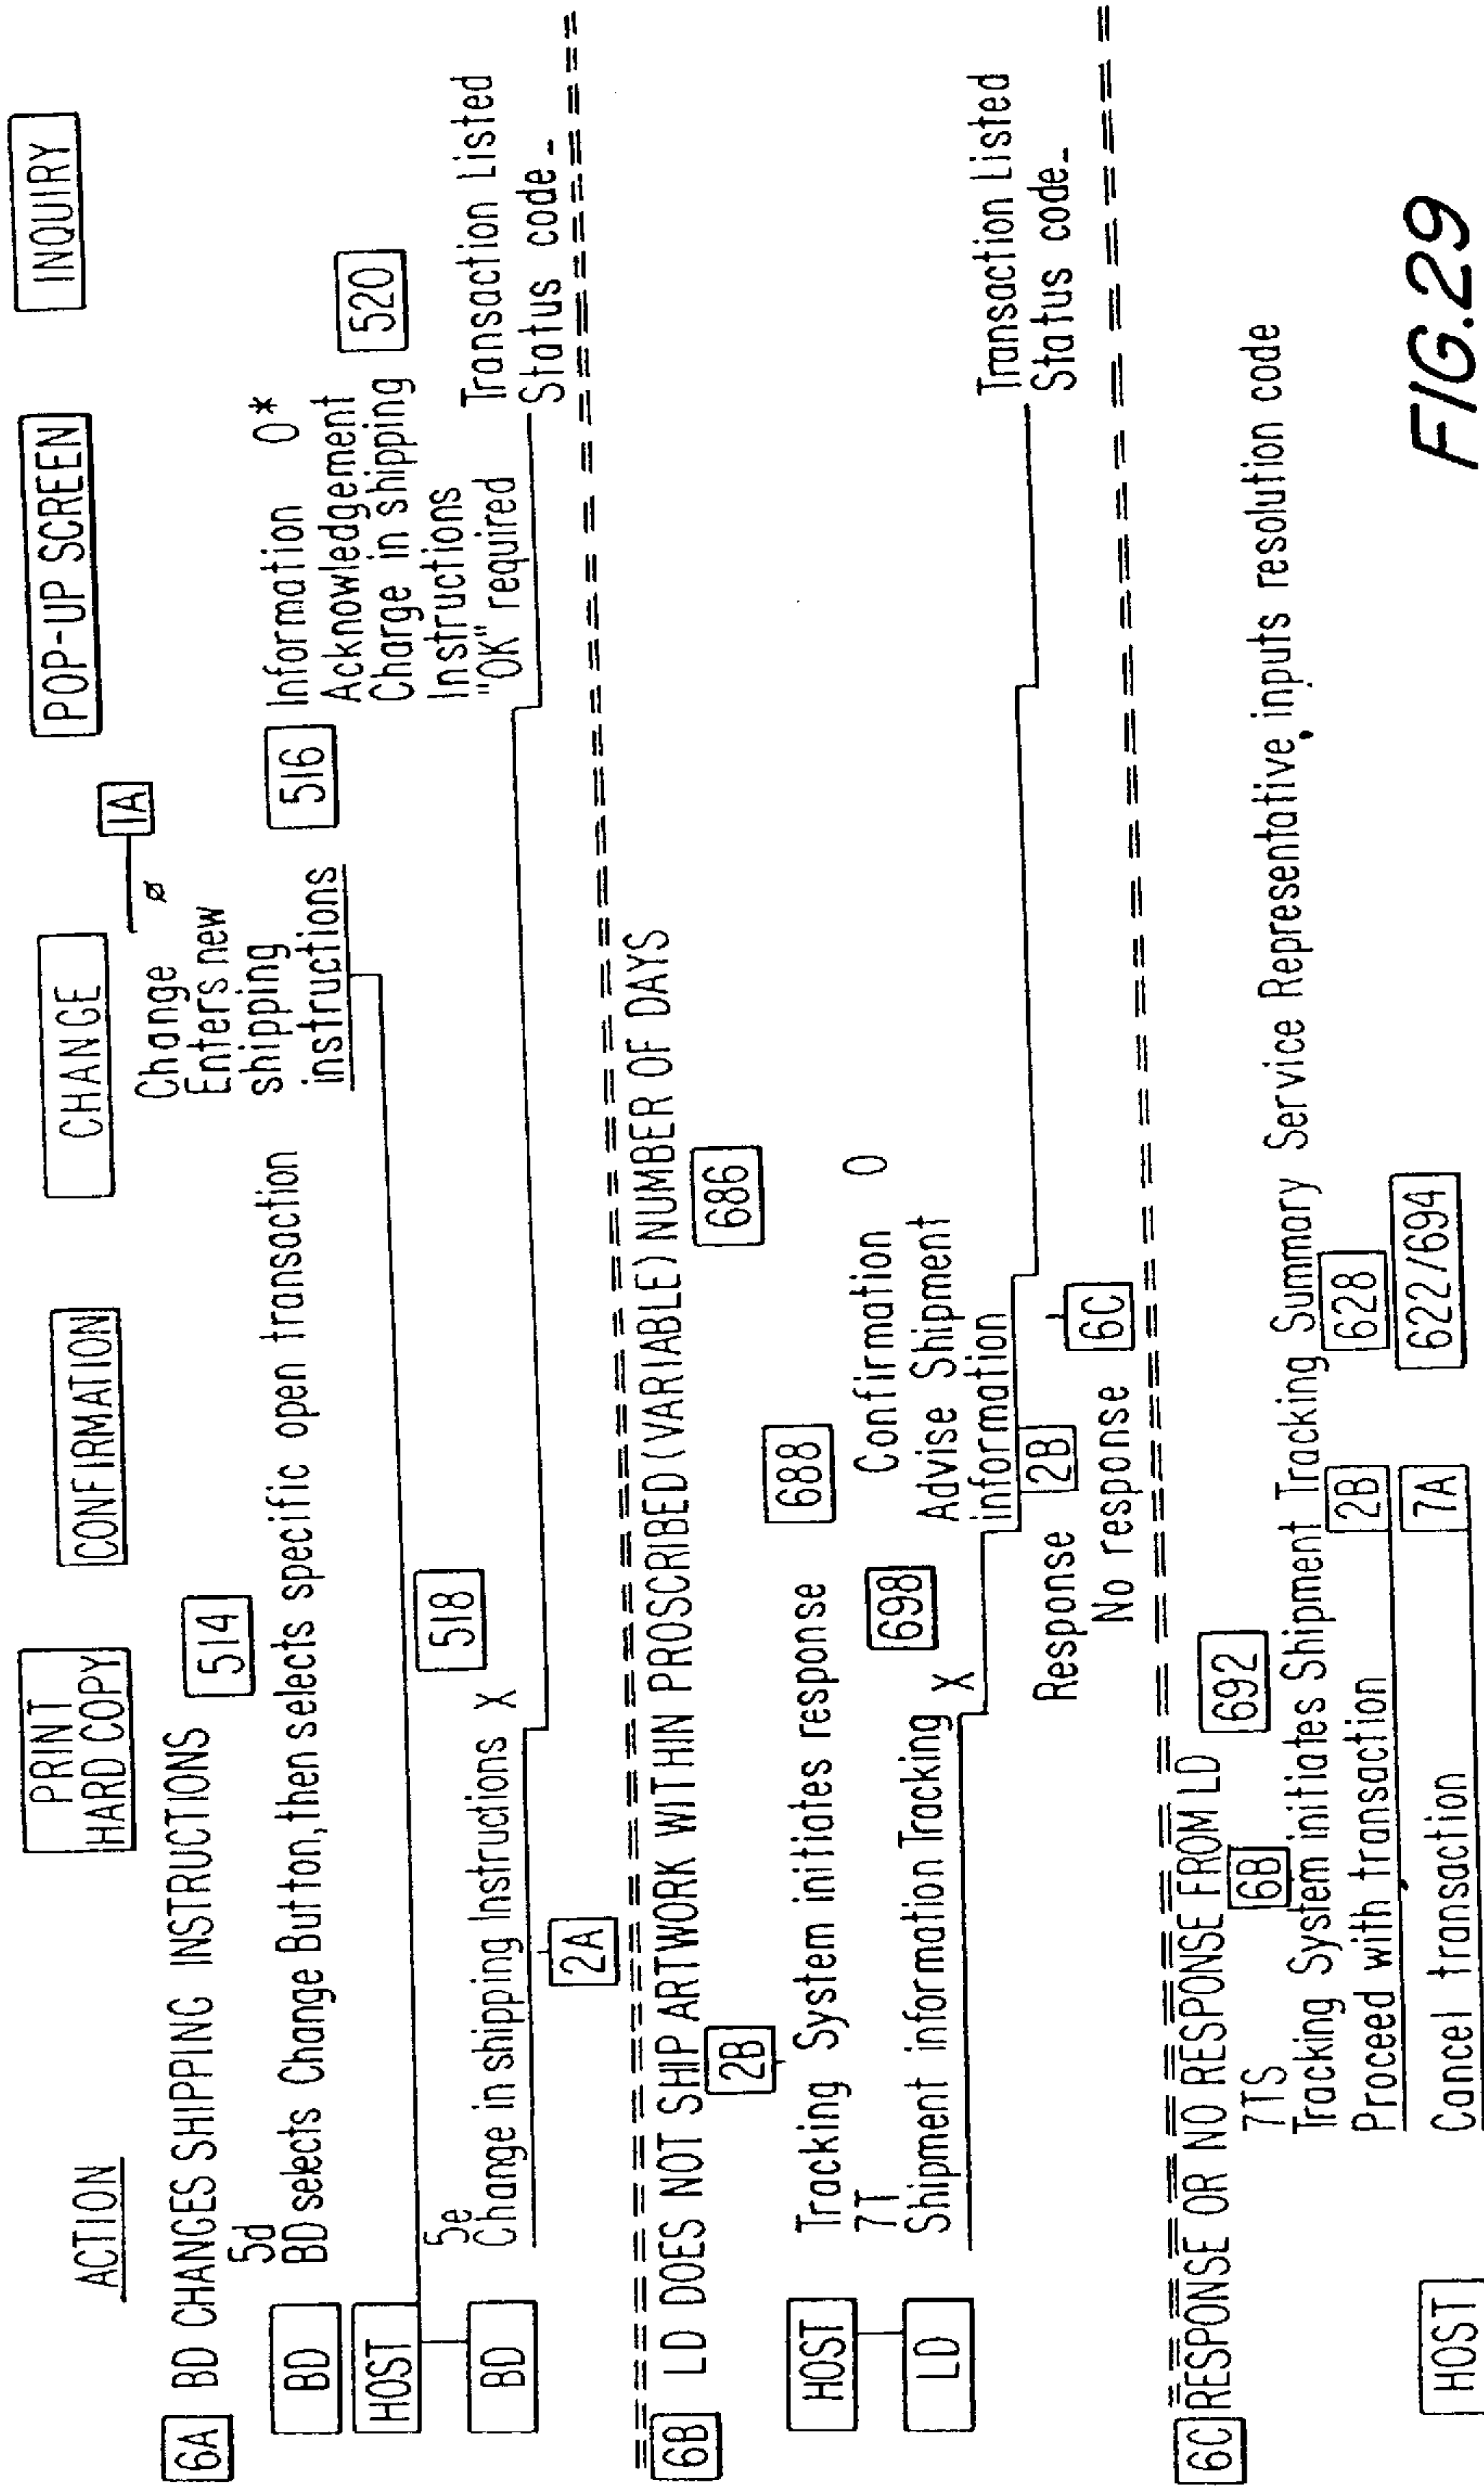 ACTION
PRINT
HARD COPY
CONFIRMATION
CHANGE
POP-UP SCREEN
INQUIRY
1A
6A BD CHANGES SHIPPING INSTRUCTIONS 514
5d
BD selects Change Button, then selects specific open transaction
Change ø
Enters new
shipping
instructions
516
Information O*
Acknowledgement
Charge in shipping
Instructions
"OK" required
520
BD
HOST
518
BD
5e
Change in shipping Instructions X
Transaction Listed
Status code -
2A
6B LD DOES NOT SHIP ARTWORK WITHIN PROSCRIBED (VARIABLE) NUMBER OF DAYS
2B
686
688
HOST
Tracking System initiates response
7T
LD
Shipment information Tracking X
698
Confirmation O
Advise Shipment
information
Transaction Listed
Status code -
Response 2B
No response 6C
6C RESPONSE OR NO RESPONSE FROM LD 692
7TS 6B
Tracking System initiates Shipment Tracking Summary Service Representative, inputs resolution code
Proceed with transaction 2B 628
HOST
Cancel transaction 7A 622/694
FIG.29